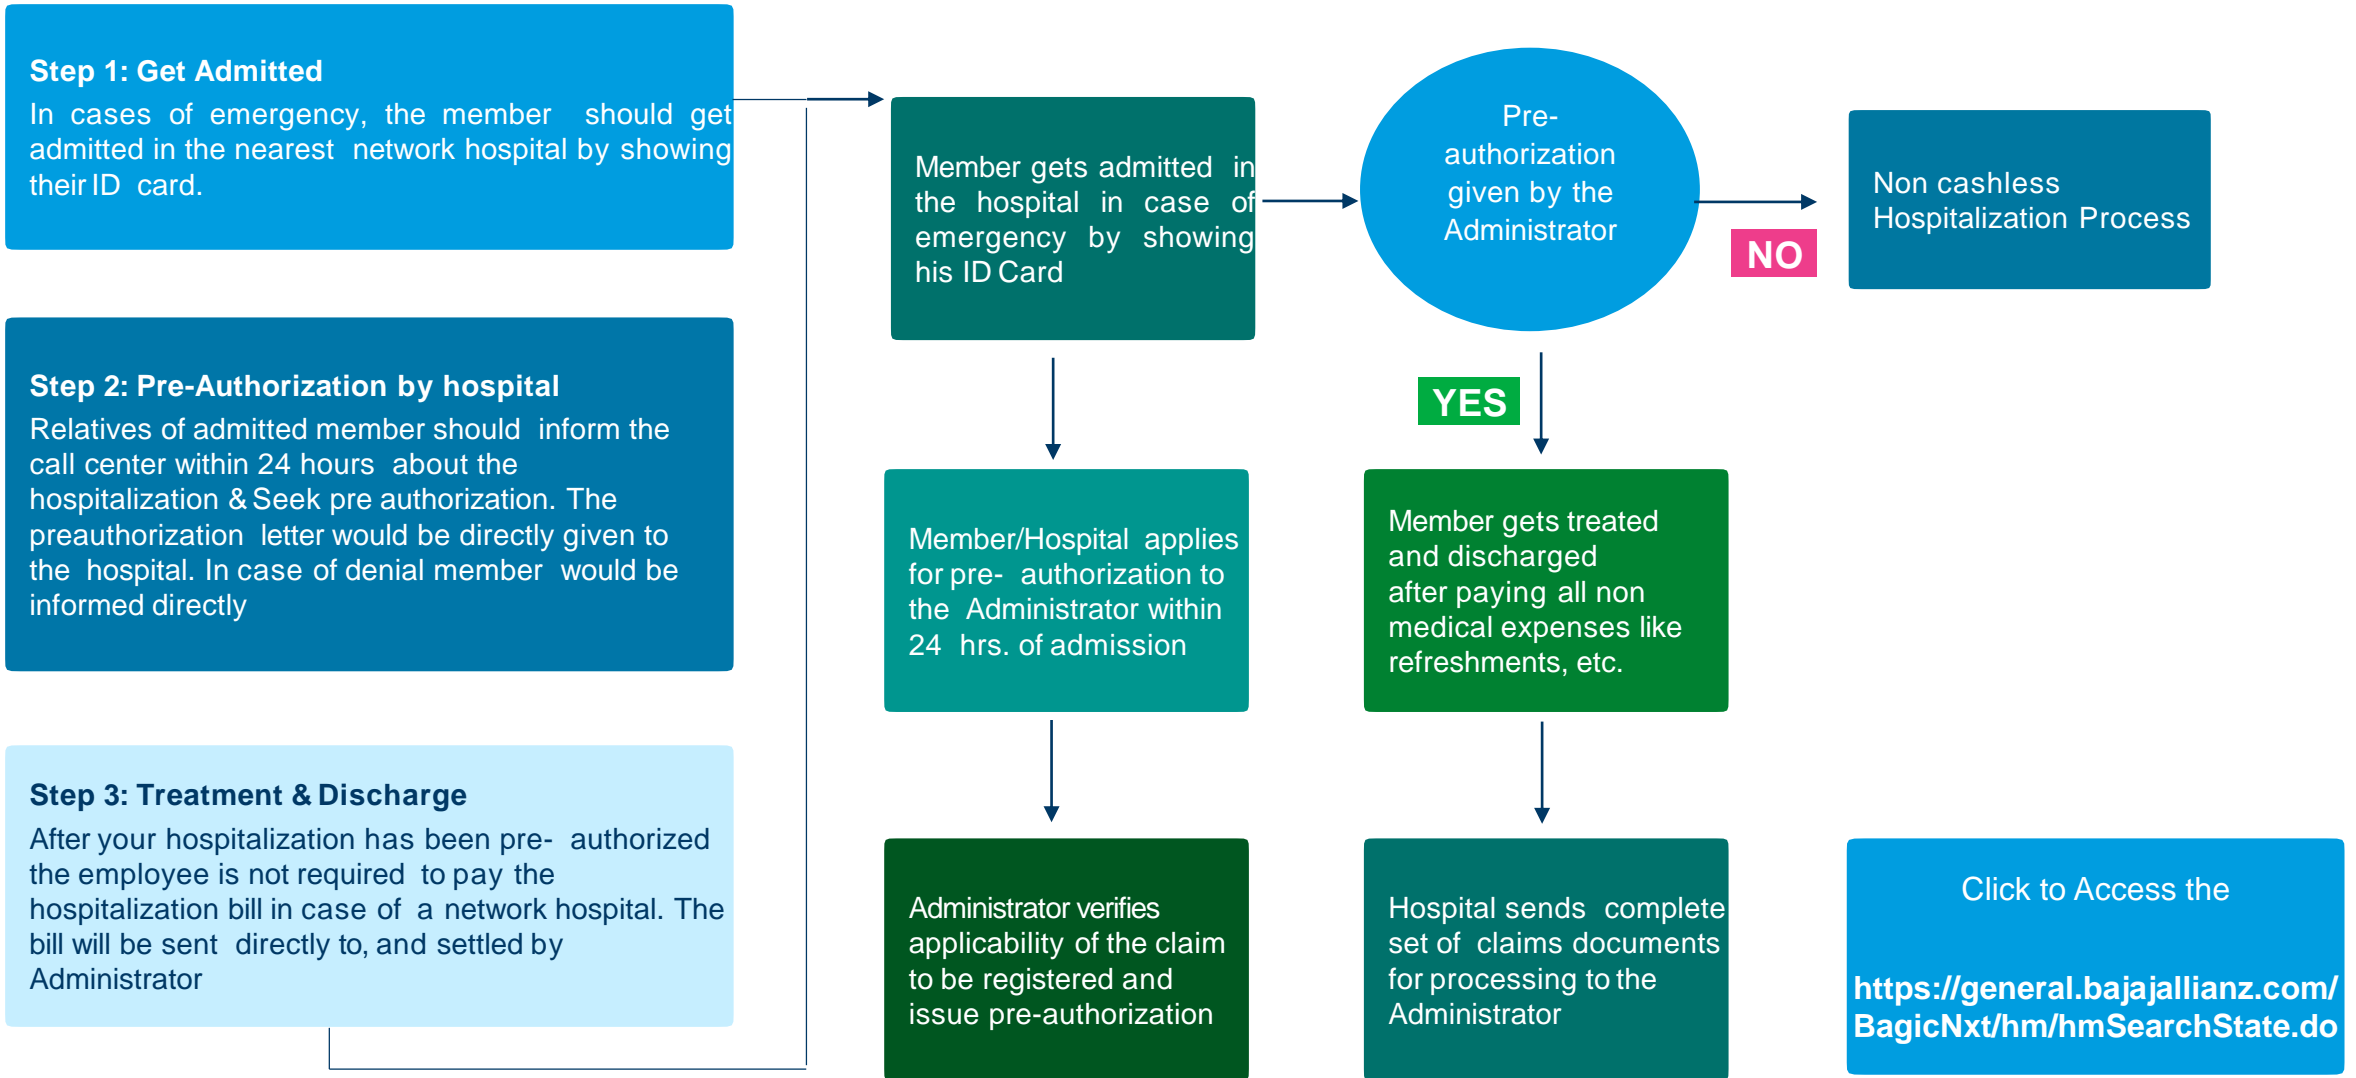 Step 1: Get Admitted
In cases of emergency, the member should get
admitted in the nearest network hospital by showing
their ID card.
Step 2: Pre-Authorization by hospital
Relatives of admitted member should inform the
call center within 24 hours about the
hospitalization & Seek pre authorization. The
preauthorization letter would be directly given to
the hospital. In case of denial member would be
informed directly
Step 3: Treatment & Discharge
After your hospitalization has been pre- authorized
the employee is not required to pay the
hospitalization bill in case of a network hospital. The
bill will be sent directly to, and settled by
Administrator
Member gets admitted in
the hospital in case of
emergency by showing
his ID Card
Member/Hospital applies
for pre- authorization to
the Administrator within
24 hrs. of admission
Administrator verifies
applicability of the claim
to be registered and
issue pre-authorization
Pre-
authorization
given by the
Administrator
YES
Member gets treated
and discharged
after paying all non
medical expenses like
refreshments, etc.
Hospital sends complete
set of claims documents
for processing to the
Administrator
NO
Non cashless
Hospitalization Process
Click to Access the
https://general.bajajallianz.com/
BagicNxt/hm/hmSearchState.do